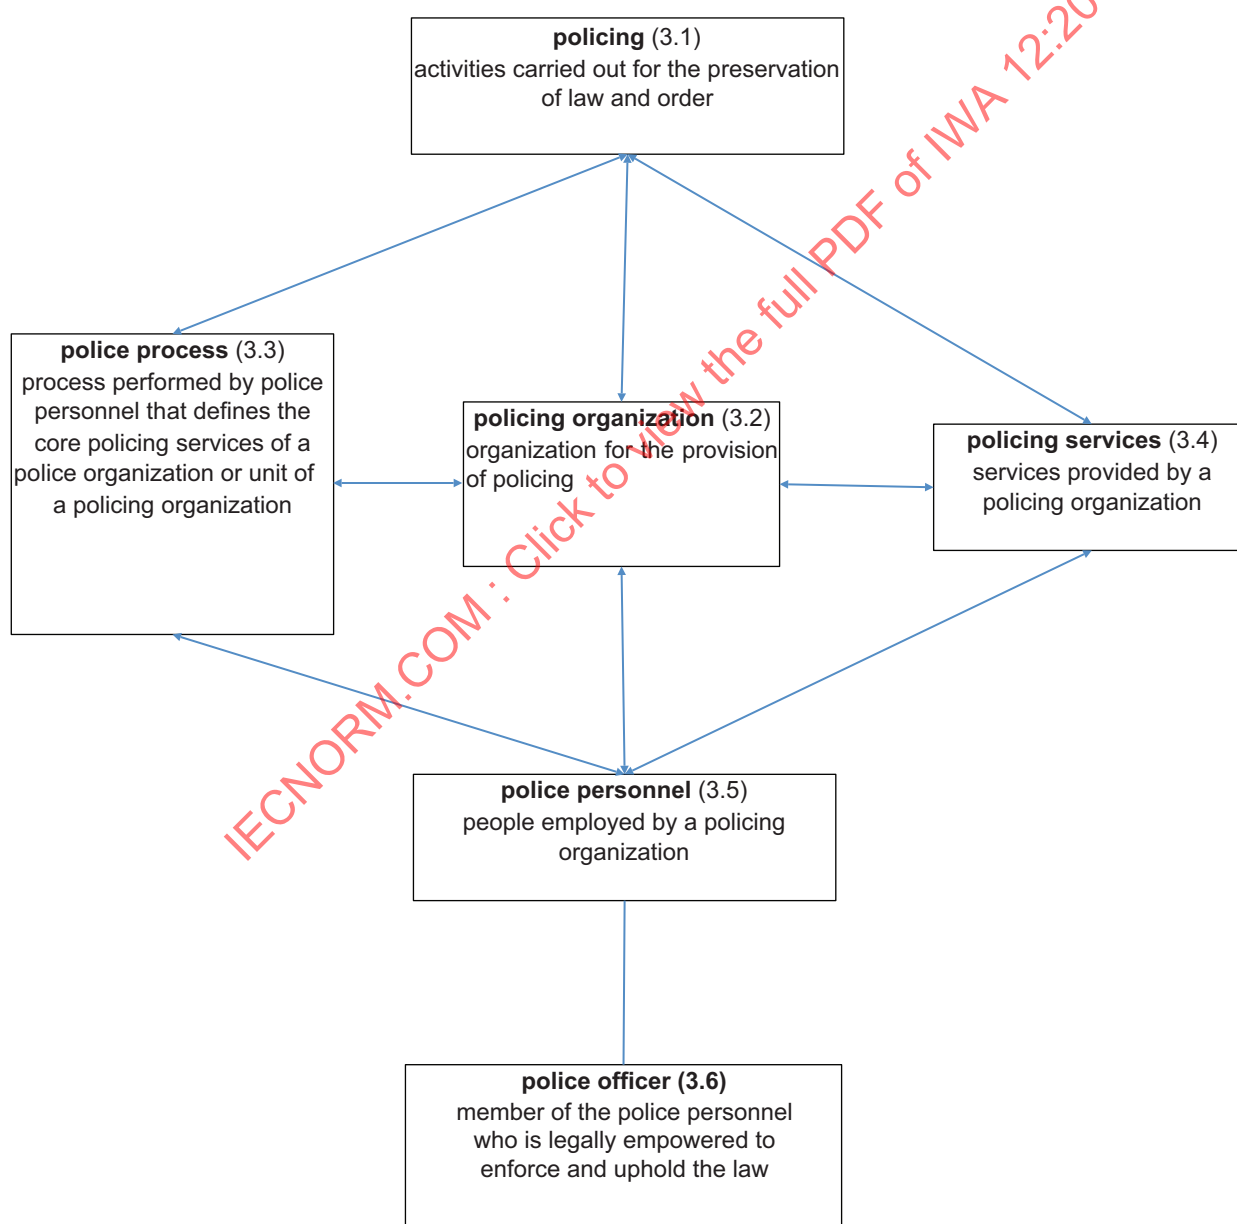 policing (3.1)
activities carried out for the preservation
of law and order
police process (3.3)
process performed by police
personnel that defines the
core policing services of a
police organization or unit of
a policing organization
policing organization (3.2)
organization for the provision
of policing
policing services (3.4)
services provided by a
policing organization
police personnel (3.5)
people employed by a policing
organization
police officer (3.6)
member of the police personnel
who is legally empowered to
enforce and uphold the law
IECNORM.COM : Click to view the full PDF of IWA 12:20